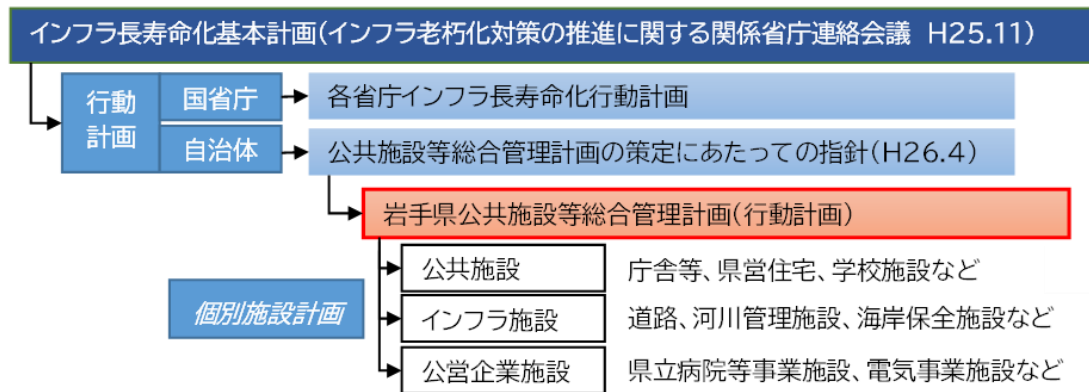 インフラ長寿命化基本計画(インフラ老朽化対策の推進に関する関係省庁連絡会議 H25.11)
行動
計画
国省庁
各省庁インフラ長寿命化行動計画
自治体
公共施設等総合管理計画の策定にあたっての指針(H26.4)
岩手県公共施設等総合管理計画(行動計画)
個別施設計画
公共施設
庁舎等、県営住宅、学校施設など
インフラ施設
道路、河川管理施設、海岸保全施設など
公営企業施設
県立病院等事業施設、電気事業施設など